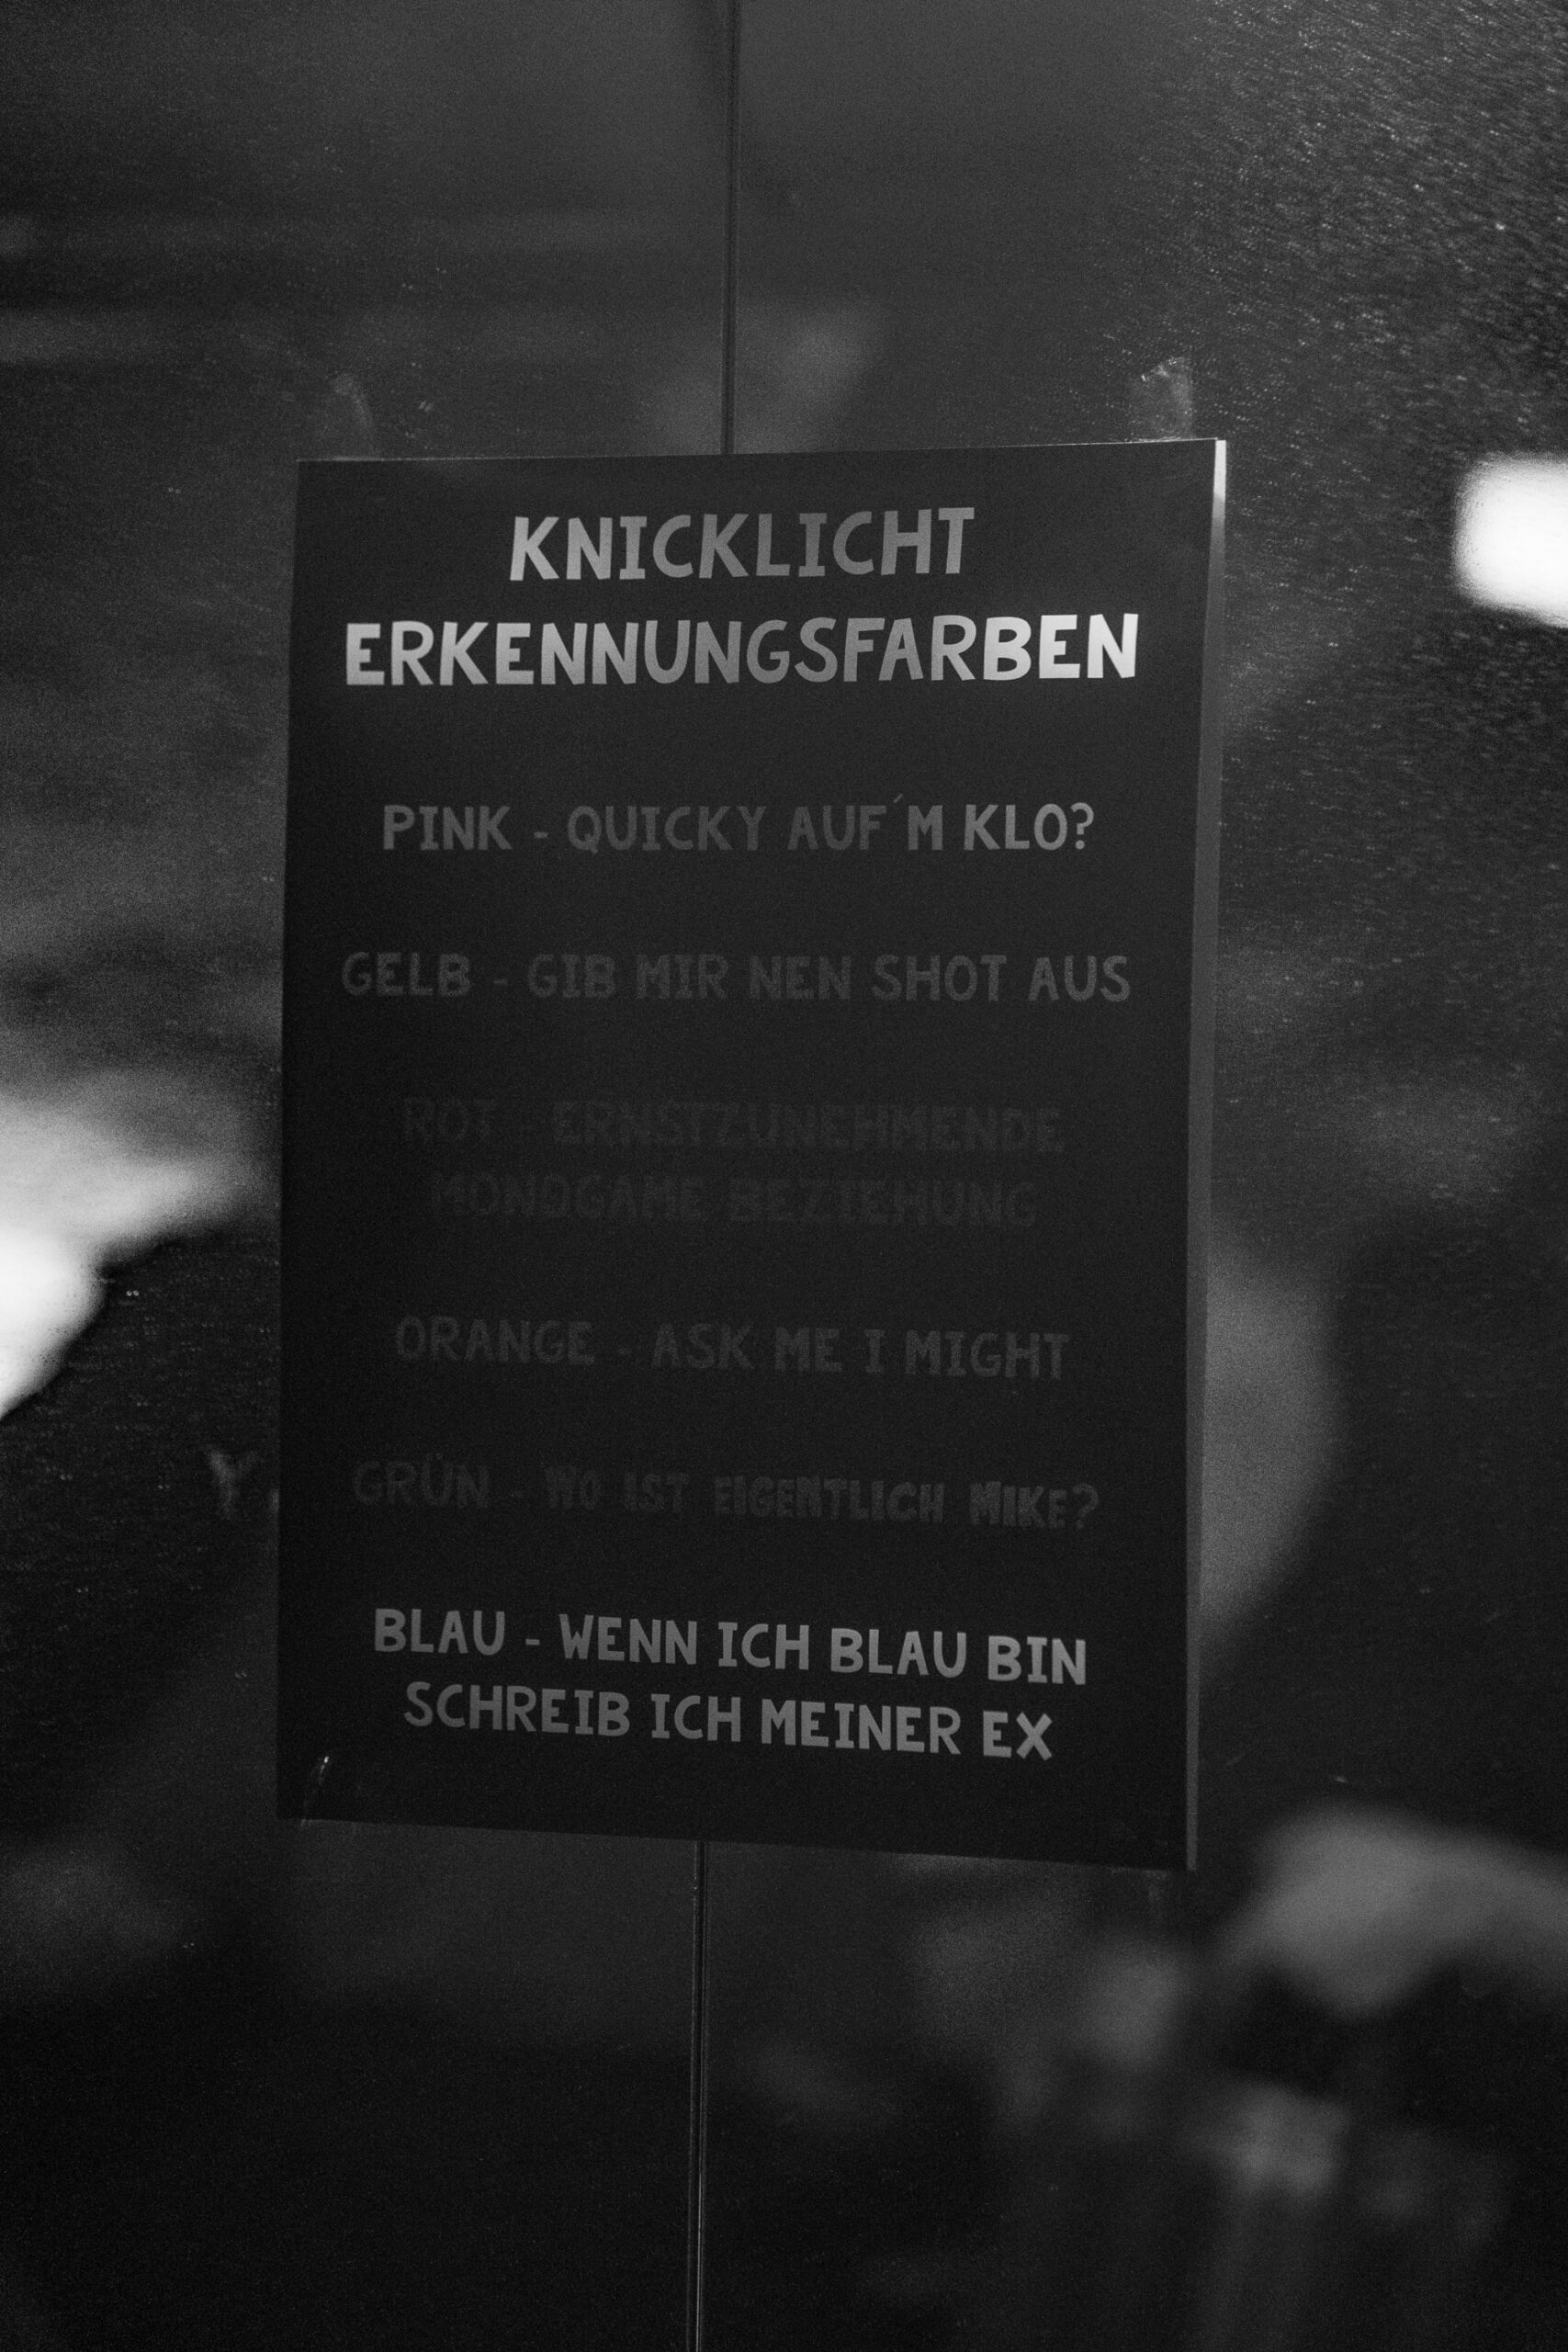 KNICKLICHT
ERKENNUNGSFARBEN
PINK - QUICKY AUF´M KLO?
GELB - GIB MIR NEN SHOT AUS
ROT - ERNSTZUNEHMENDE
MONOGAME BEZIEHUNG
ORANGE - ASK ME I MIGHT
GRÜN - WO IST EIGENTLICH MIKE?
BLAU - WENN ICH BLAU BIN
SCHREIB ICH MEINER EX